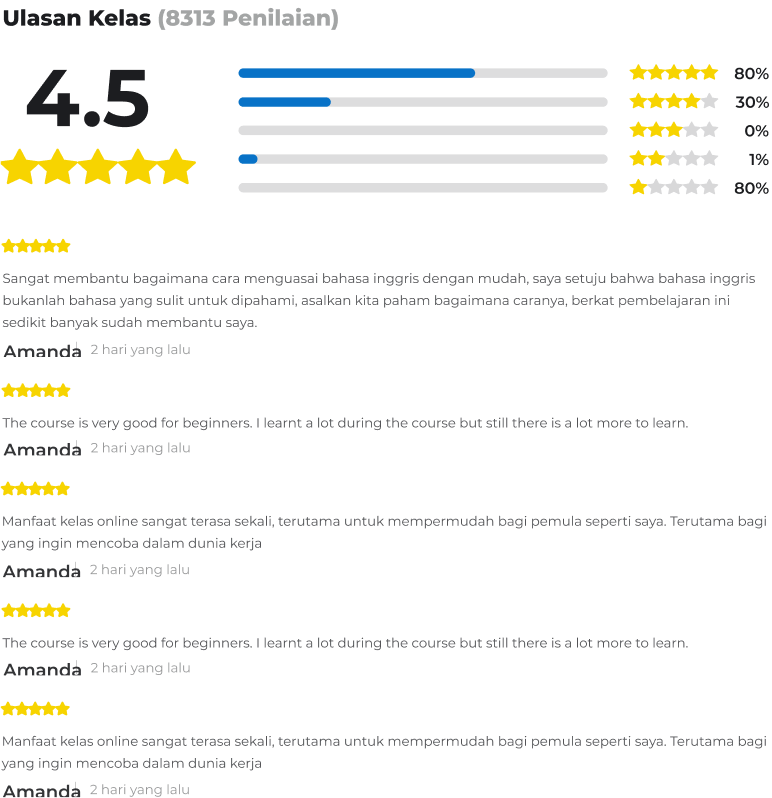 Ulasan Kelas (8313 Penilaian)
4.5
80%
30%
0%
1%
80%
Sangat membantu bagaimana cara menguasai bahasa inggris dengan mudah, saya setuju bahwa bahasa inggris
bukanlah bahasa yang sulit untuk dipahami, asalkan kita paham bagaimana caranya, berkat pembelajaran ini
sedikit banyak sudah membantu saya.
Amanda 2 hari yang lalu
The course is very good for beginners. I learnt a lot during the course but still there is a lot more to learn.
Amanda 2 hari yang lalu
Manfaat kelas online sangat terasa sekali, terutama untuk mempermudah bagi pemula seperti saya. Terutama bagi
yang ingin mencoba dalam dunia kerja
Amanda 2 hari yang lalu
The course is very good for beginners. I learnt a lot during the course but still there is a lot more to learn.
Amanda 2 hari yang lalu
Manfaat kelas online sangat terasa sekali, terutama untuk mempermudah bagi pemula seperti saya. Terutama bagi
yang ingin mencoba dalam dunia kerja
Amanda 2 hari yang lalu